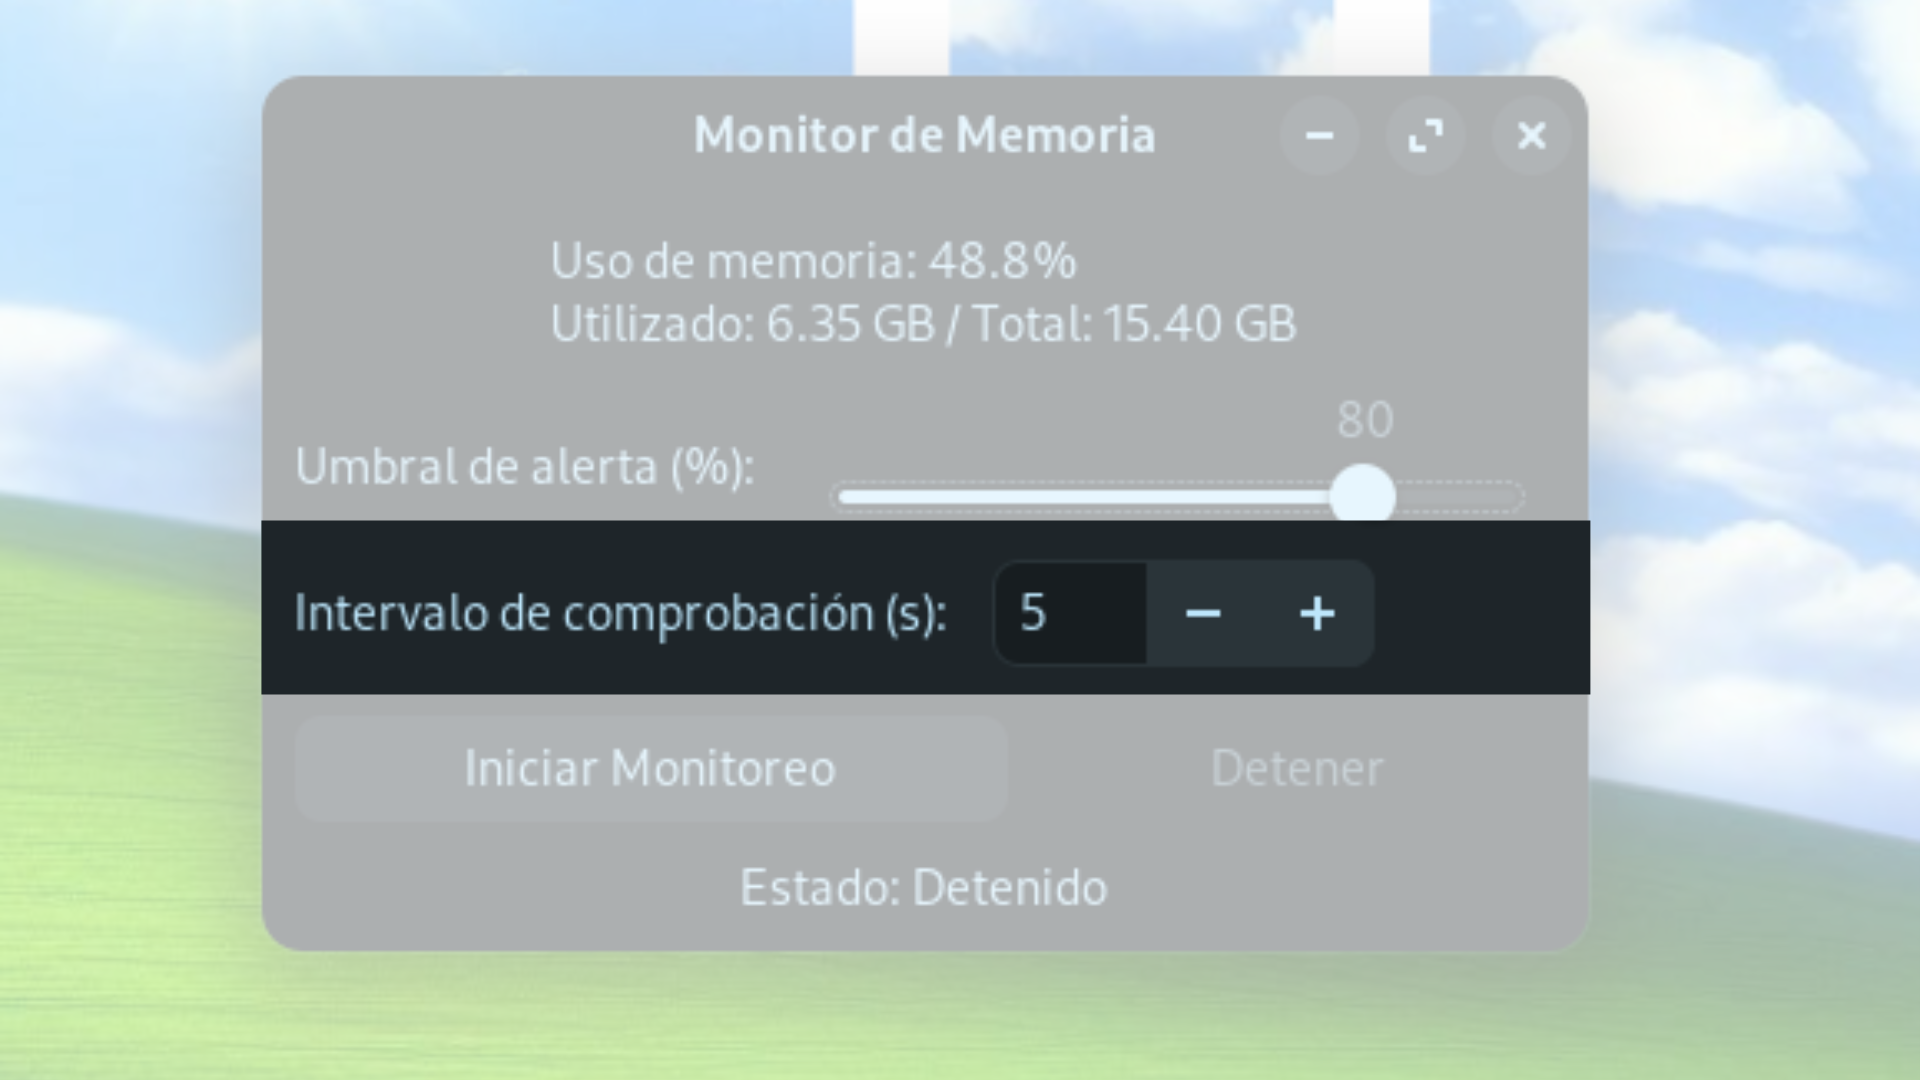 Monitor de Memoria
Uso de memoria: 48.8%
Utilizado: 6.35 GB / Total: 15.40 GB
80
Umbral de alerta (%):
Intervalo de comprobación (s): 5 − +
Iniciar Monitoreo Detener
Estado: Detenido